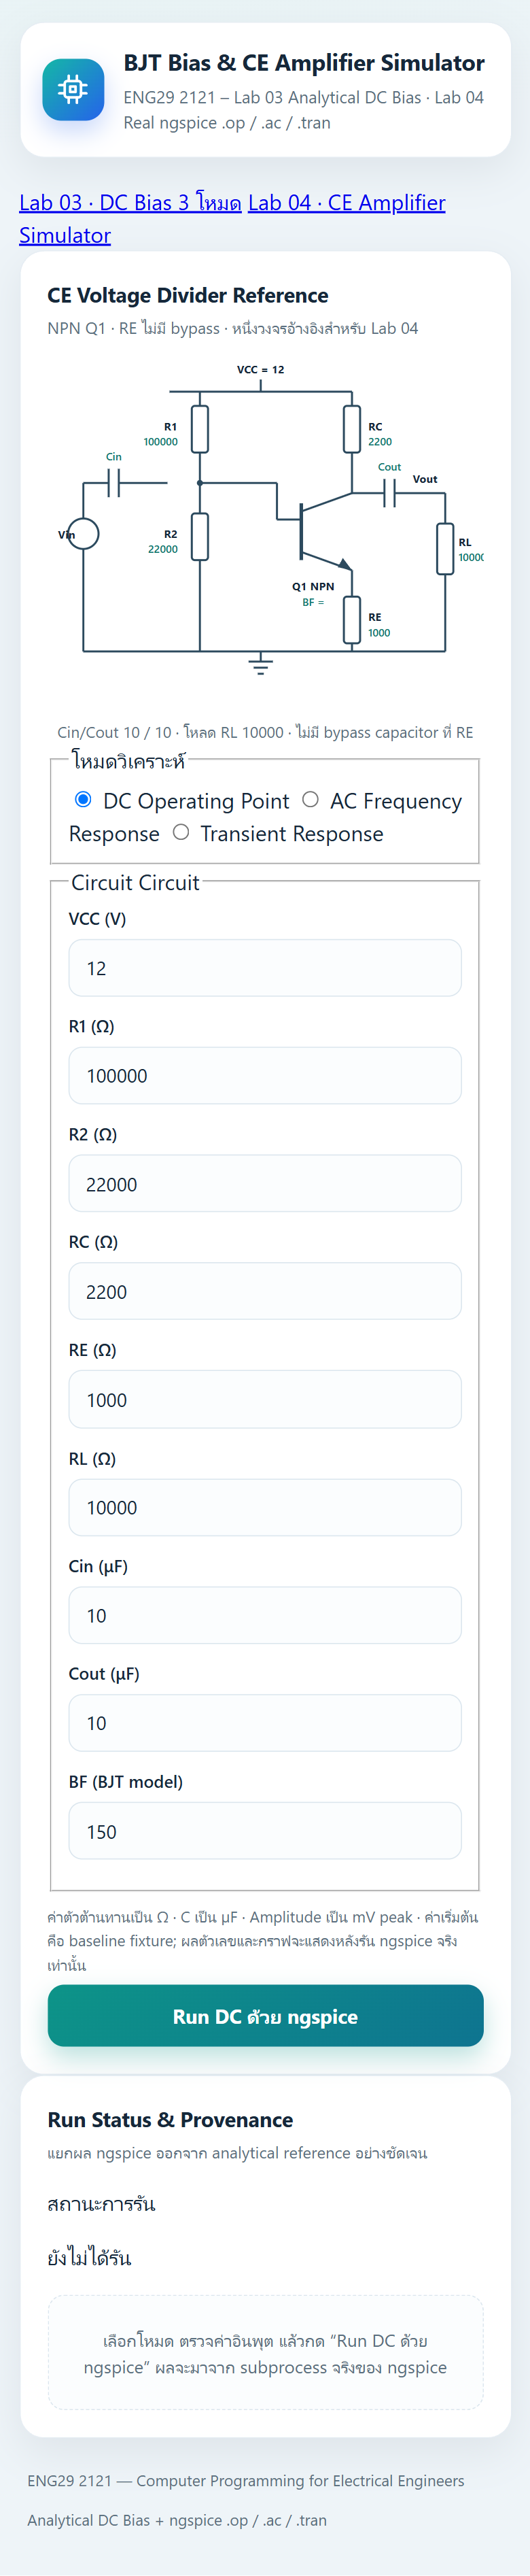 BJT Bias & CE Amplifier Simulator
ENG29 2121 – Lab 03 Analytical DC Bias · Lab 04
Real ngspice .op / .ac / .tran
Lab 03 · DC Bias 3 โหมด Lab 04 · CE Amplifier
Simulator
CE Voltage Divider Reference
NPN Q1 · RE ไม่มี bypass · หนึ่งวงจรอ้างอิงสำหรับ Lab 04
VCC = 12
R1
100000
RC
2200
Cin
Cout
Vout
Vin
R2
22000
RL
1000
Q1 NPN
BF =
RE
1000
Cin/Cout 10 / 10 · โหลด RL 10000 · ไม่มี bypass capacitor ที่ RE
โหมดวิเคราะห์
DC Operating Point AC Frequency
Response Transient Response
Circuit Circuit
VCC (V)
12
R1 (Ω)
100000
R2 (Ω)
22000
RC (Ω)
2200
RE (Ω)
1000
RL (Ω)
10000
Cin (µF)
10
Cout (µF)
10
BF (BJT model)
150
ค่าตัวต้านทานเป็น Ω · C เป็น µF · Amplitude เป็น mV peak · ค่าเริ่มต้น
คือ baseline fixture; ผลตัวเลขและกราฟจะแสดงหลังรัน ngspice จริง
เท่านั้น
Run DC ด้วย ngspice
Run Status & Provenance
แยกผล ngspice ออกจาก analytical reference อย่างชัดเจน
สถานะการรัน
ยังไม่ได้รัน
เลือกโหมด ตรวจค่าอินพุต แล้วกด “Run DC ด้วย
ngspice” ผลจะมาจาก subprocess จริงของ ngspice
ENG29 2121 — Computer Programming for Electrical Engineers
Analytical DC Bias + ngspice .op / .ac / .tran